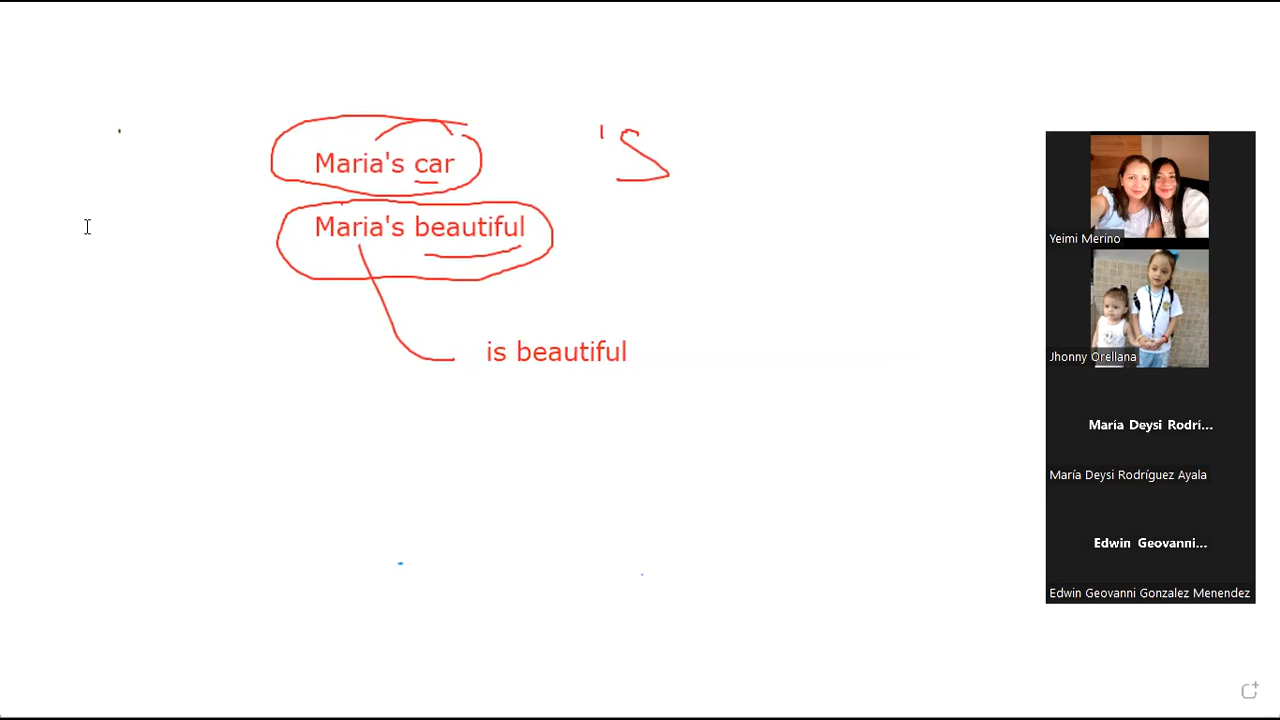 Maria's car
's
Maria's beautiful
is beautiful
Yeimi Merino
Jhonny Orellana
María Deysi Rodrí...
María Deysi Rodríguez Ayala
Edwin Geovanni...
Edwin Geovanni Gonzalez Menendez